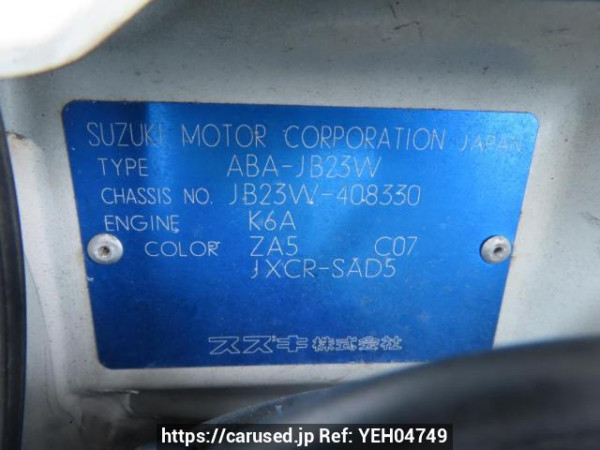 SUZUKI MOTOR CORPORATION JAPAN
TYPE ABA-JB23W
CHASSIS NO. JB23W-408330
ENGINE K6A
COLOR ZA5 C07
JXCR-SAD5
スズキ株式会社
https://carused.jp Ref: YEH04749